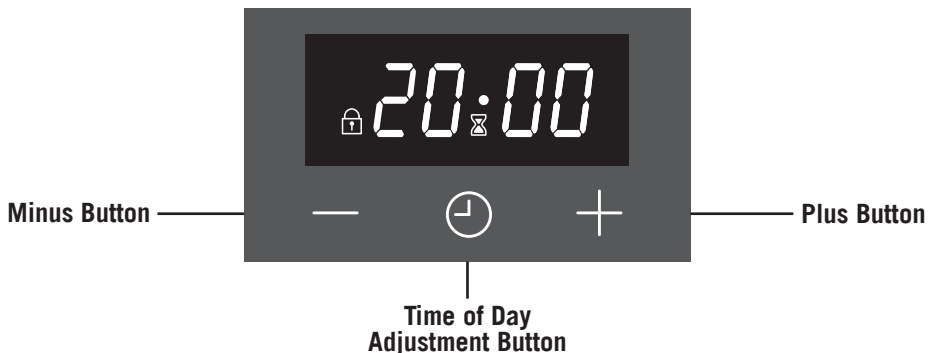 20:00
Minus Button
Plus Button
Time of Day
Adjustment Button